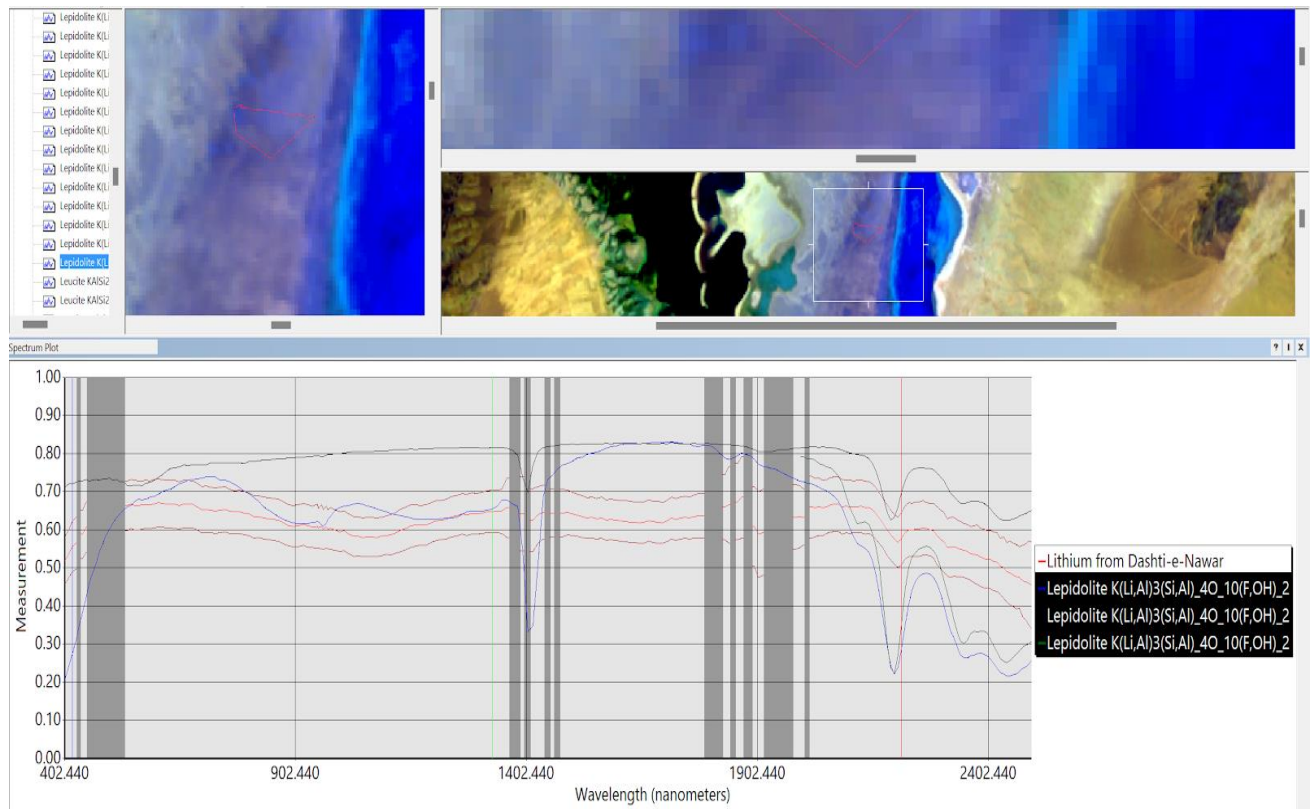 Lepidolite K(Li
Lepidolite K(Li
Lepidolite K(Li
Lepidolite K(Li
Lepidolite K(Li
Lepidolite K(Li
Lepidolite K(Li
Lepidolite K(Li
Lepidolite K(Li
Lepidolite K(Li
Lepidolite K(Li
Lepidolite K(Li
Lepidolite K(Li
Lepidolite K(L
Leucite KAlSi2
Leucite KAlSi2
Spectrum Plot
? I X
1.00
0.90
0.80
0.70
0.60
0.50
0.40
0.30
0.20
0.10
0.00
Measurement
402.440
902.440
1402.440
1902.440
2402.440
Wavelength (nanometers)
Lithium from Dashti-e-Nawar
Lepidolite K(Li,Al)3(Si,Al)_4O_10(F,OH)_2
Lepidolite K(Li,Al)3(Si,Al)_4O_10(F,OH)_2
Lepidolite K(Li,Al)3(Si,Al)_4O_10(F,OH)_2